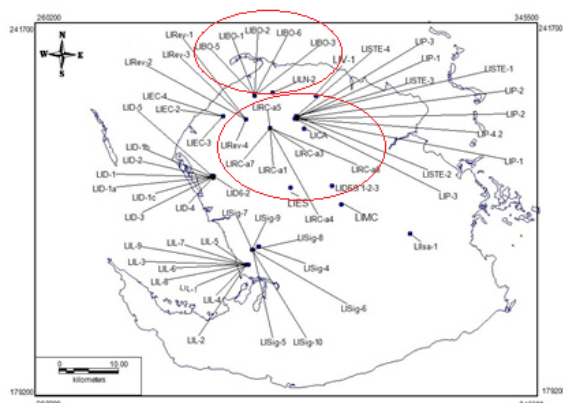 260200
345500
241700
241700
LIBO-2
LIRev-1
LIBO-1
LIBO-6
LIRev-3
LIBO-5
LIBO-3
LISTE-4
LIP-3
LIRev-2
LIV-1
LIP-1
LISTE-1
LILN-2
LISTE-3
LIP-2
LIEC-4
LID-5
LIEC-2
LIRC-a5
LIP-2
LICA
LIP-4.2
LIEC-3
LIRev-4
LID-1b
LIRC-a3
LID-2
LIRC-a7
LIP-1
LID-1
LIRC-a1
LISTE-2
LID-1a
LID6-2
LID-1c
LIES
LIP-3
LID-3
LID-4
LIRC-a4
LIMC
LISig-7
LISig-9
LIL-7
LIL-5
LISig-8
LIL-9
LIsa-1
LIL-3
LIL-6
LISig-4
LIL-8
LIL-1
LIL-4
LISig-6
LIL-2
LISig-5
LISig-10
0
10.00
kilometers
179200
179200